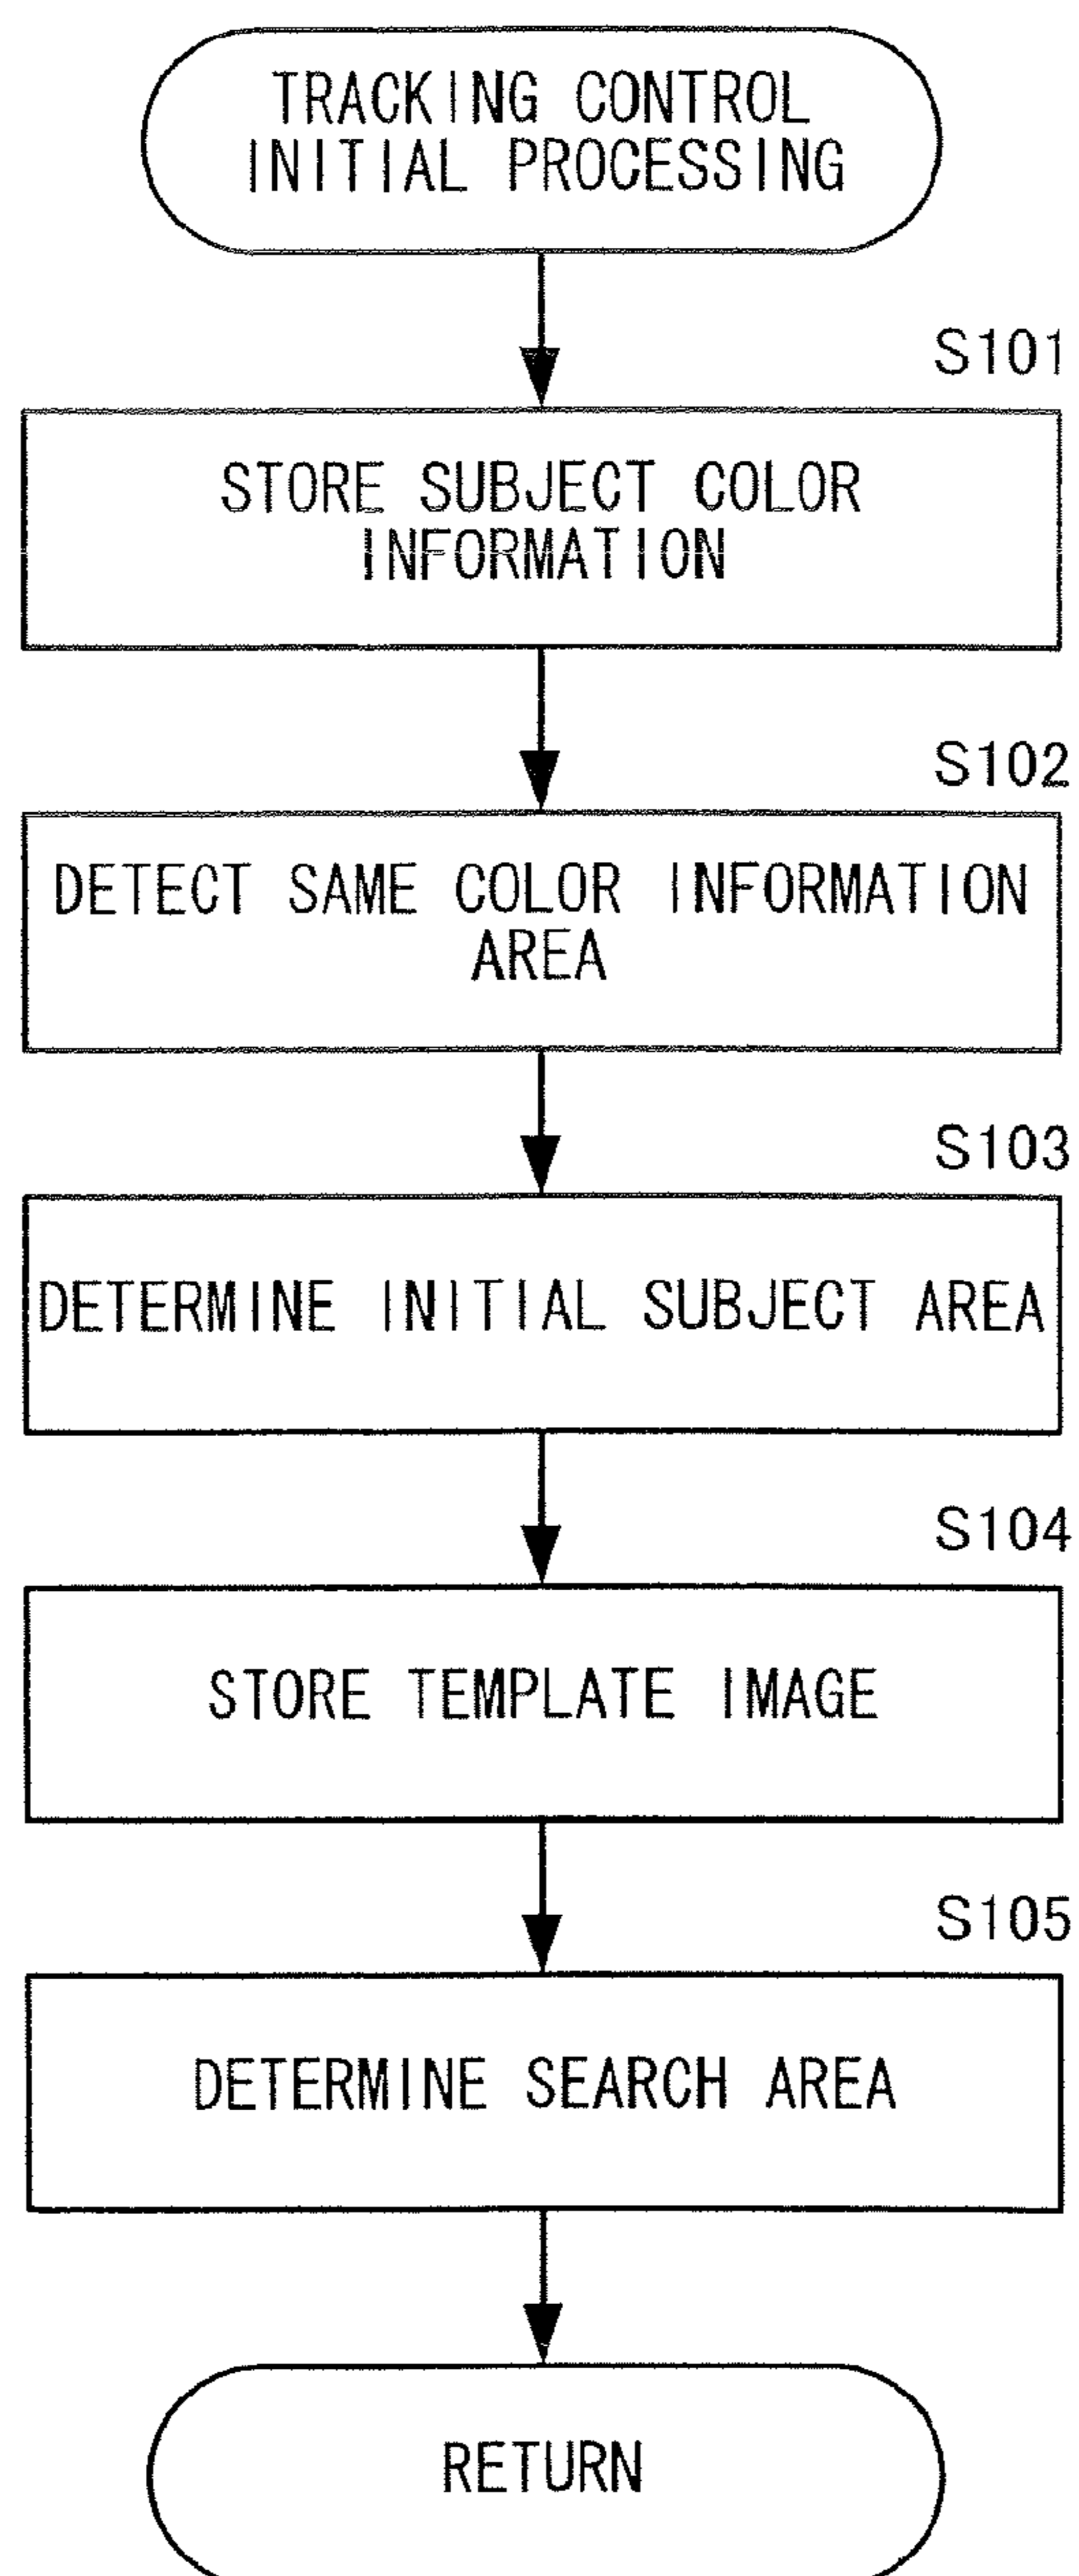 TRACKING CONTROL
INITIAL PROCESSING
S101
STORE SUBJECT COLOR
INFORMATION
S102
DETECT SAME COLOR INFORMATION
AREA
S103
DETERMINE INITIAL SUBJECT AREA
S104
STORE TEMPLATE IMAGE
S105
DETERMINE SEARCH AREA
RETURN